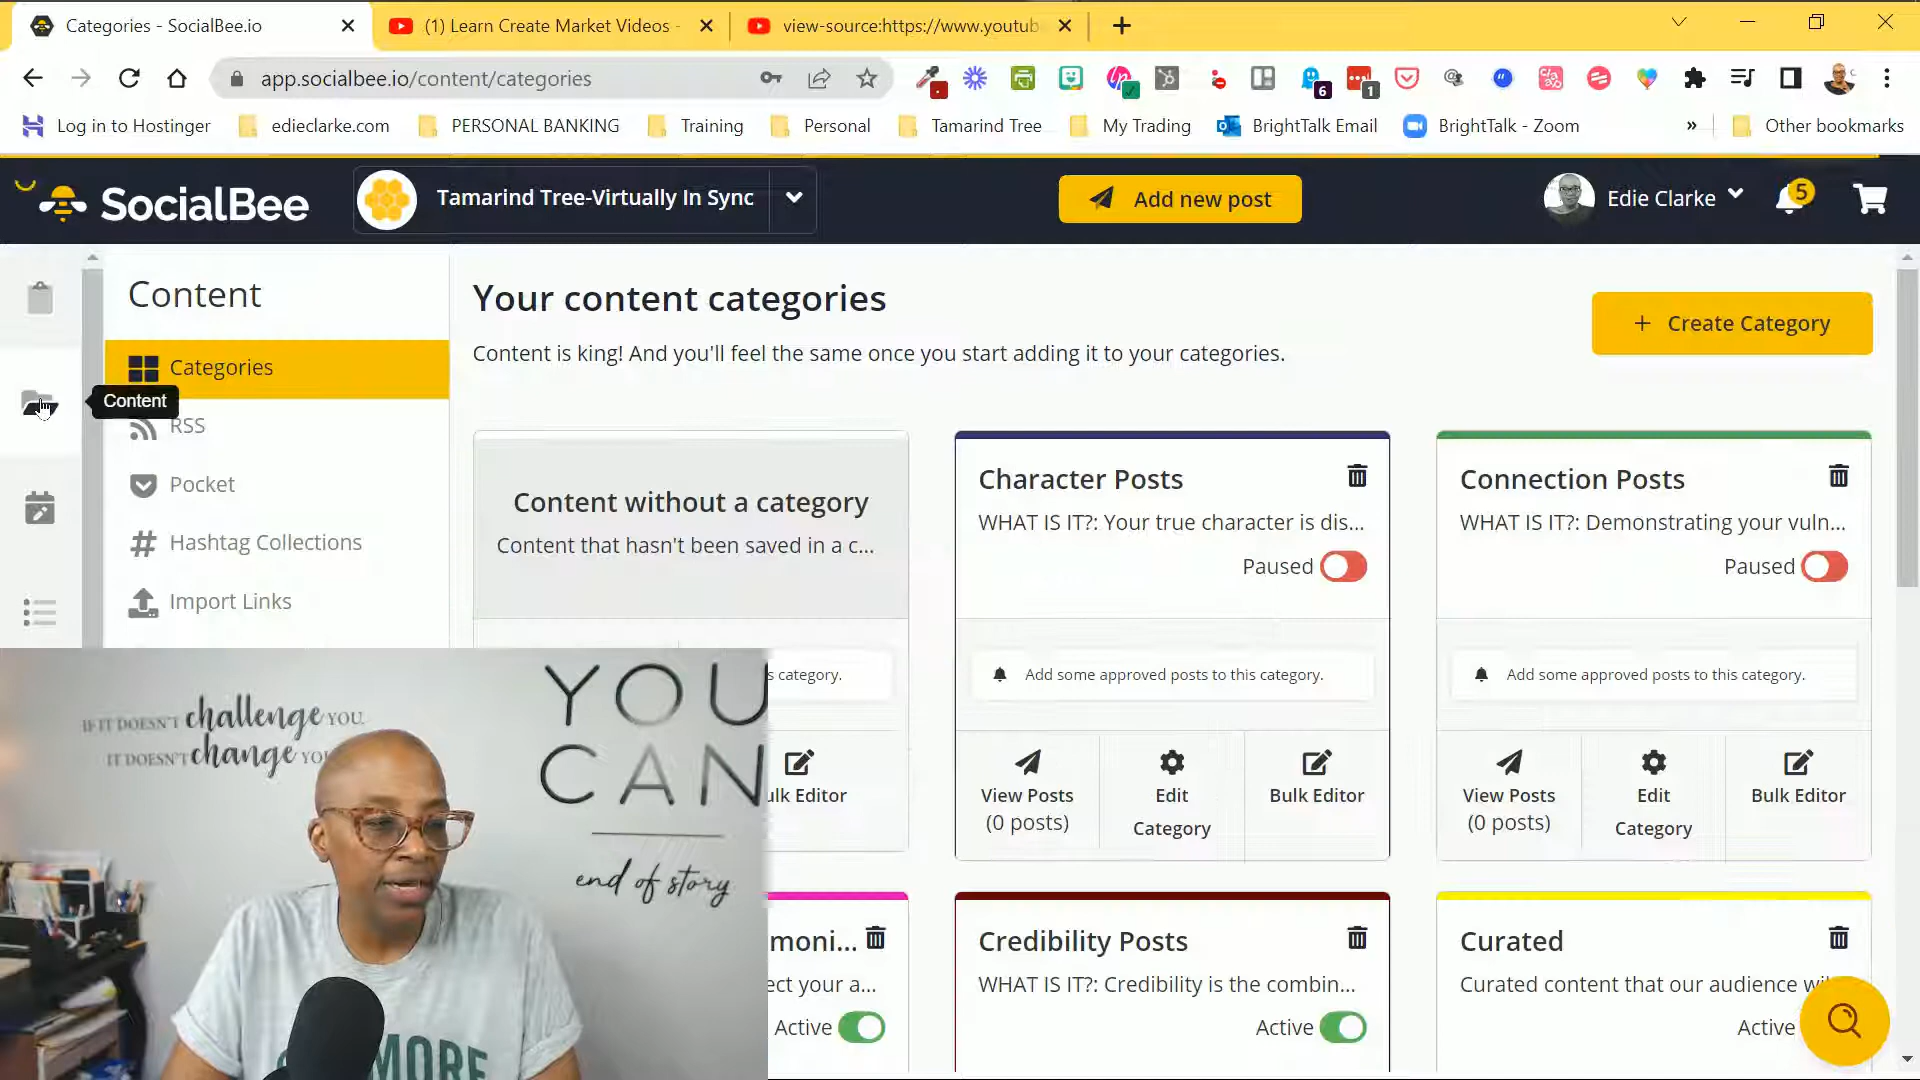 Categories - SocialBee.io
(1) Learn Create Market Videos -
view-source:https://www.youtub
app.socialbee.io/content/categories
6
1
Log in to Hostinger
edieclarke.com
PERSONAL BANKING
Training
Personal
Tamarind Tree
My Trading
BrightTalk Email
BrightTalk - Zoom
»
Other bookmarks
SocialBee
Tamarind Tree-Virtually In Sync
Add new post
Edie Clarke
5
Content
Categories
Content
RSS
Pocket
Hashtag Collections
Import Links
Your content categories
Content is king! And you'll feel the same once you start adding it to your categories.
+ Create Category
Content without a category
Content that hasn't been saved in a c...
s category.
ulk Editor
Character Posts
WHAT IS IT?: Your true character is dis...
Paused
Add some approved posts to this category.
View Posts
(0 posts)
Edit
Category
Bulk Editor
Connection Posts
WHAT IS IT?: Demonstrating your vuln...
Paused
Add some approved posts to this category.
View Posts
(0 posts)
Edit
Category
Bulk Editor
moni...
ect your a...
Active
Credibility Posts
WHAT IS IT?: Credibility is the combin...
Active
Curated
Curated content that our audience wi
Active
IF IT DOESN'T challenge YOU,
IT DOESN'T change YO
YOU
CAN
end of story
MORE